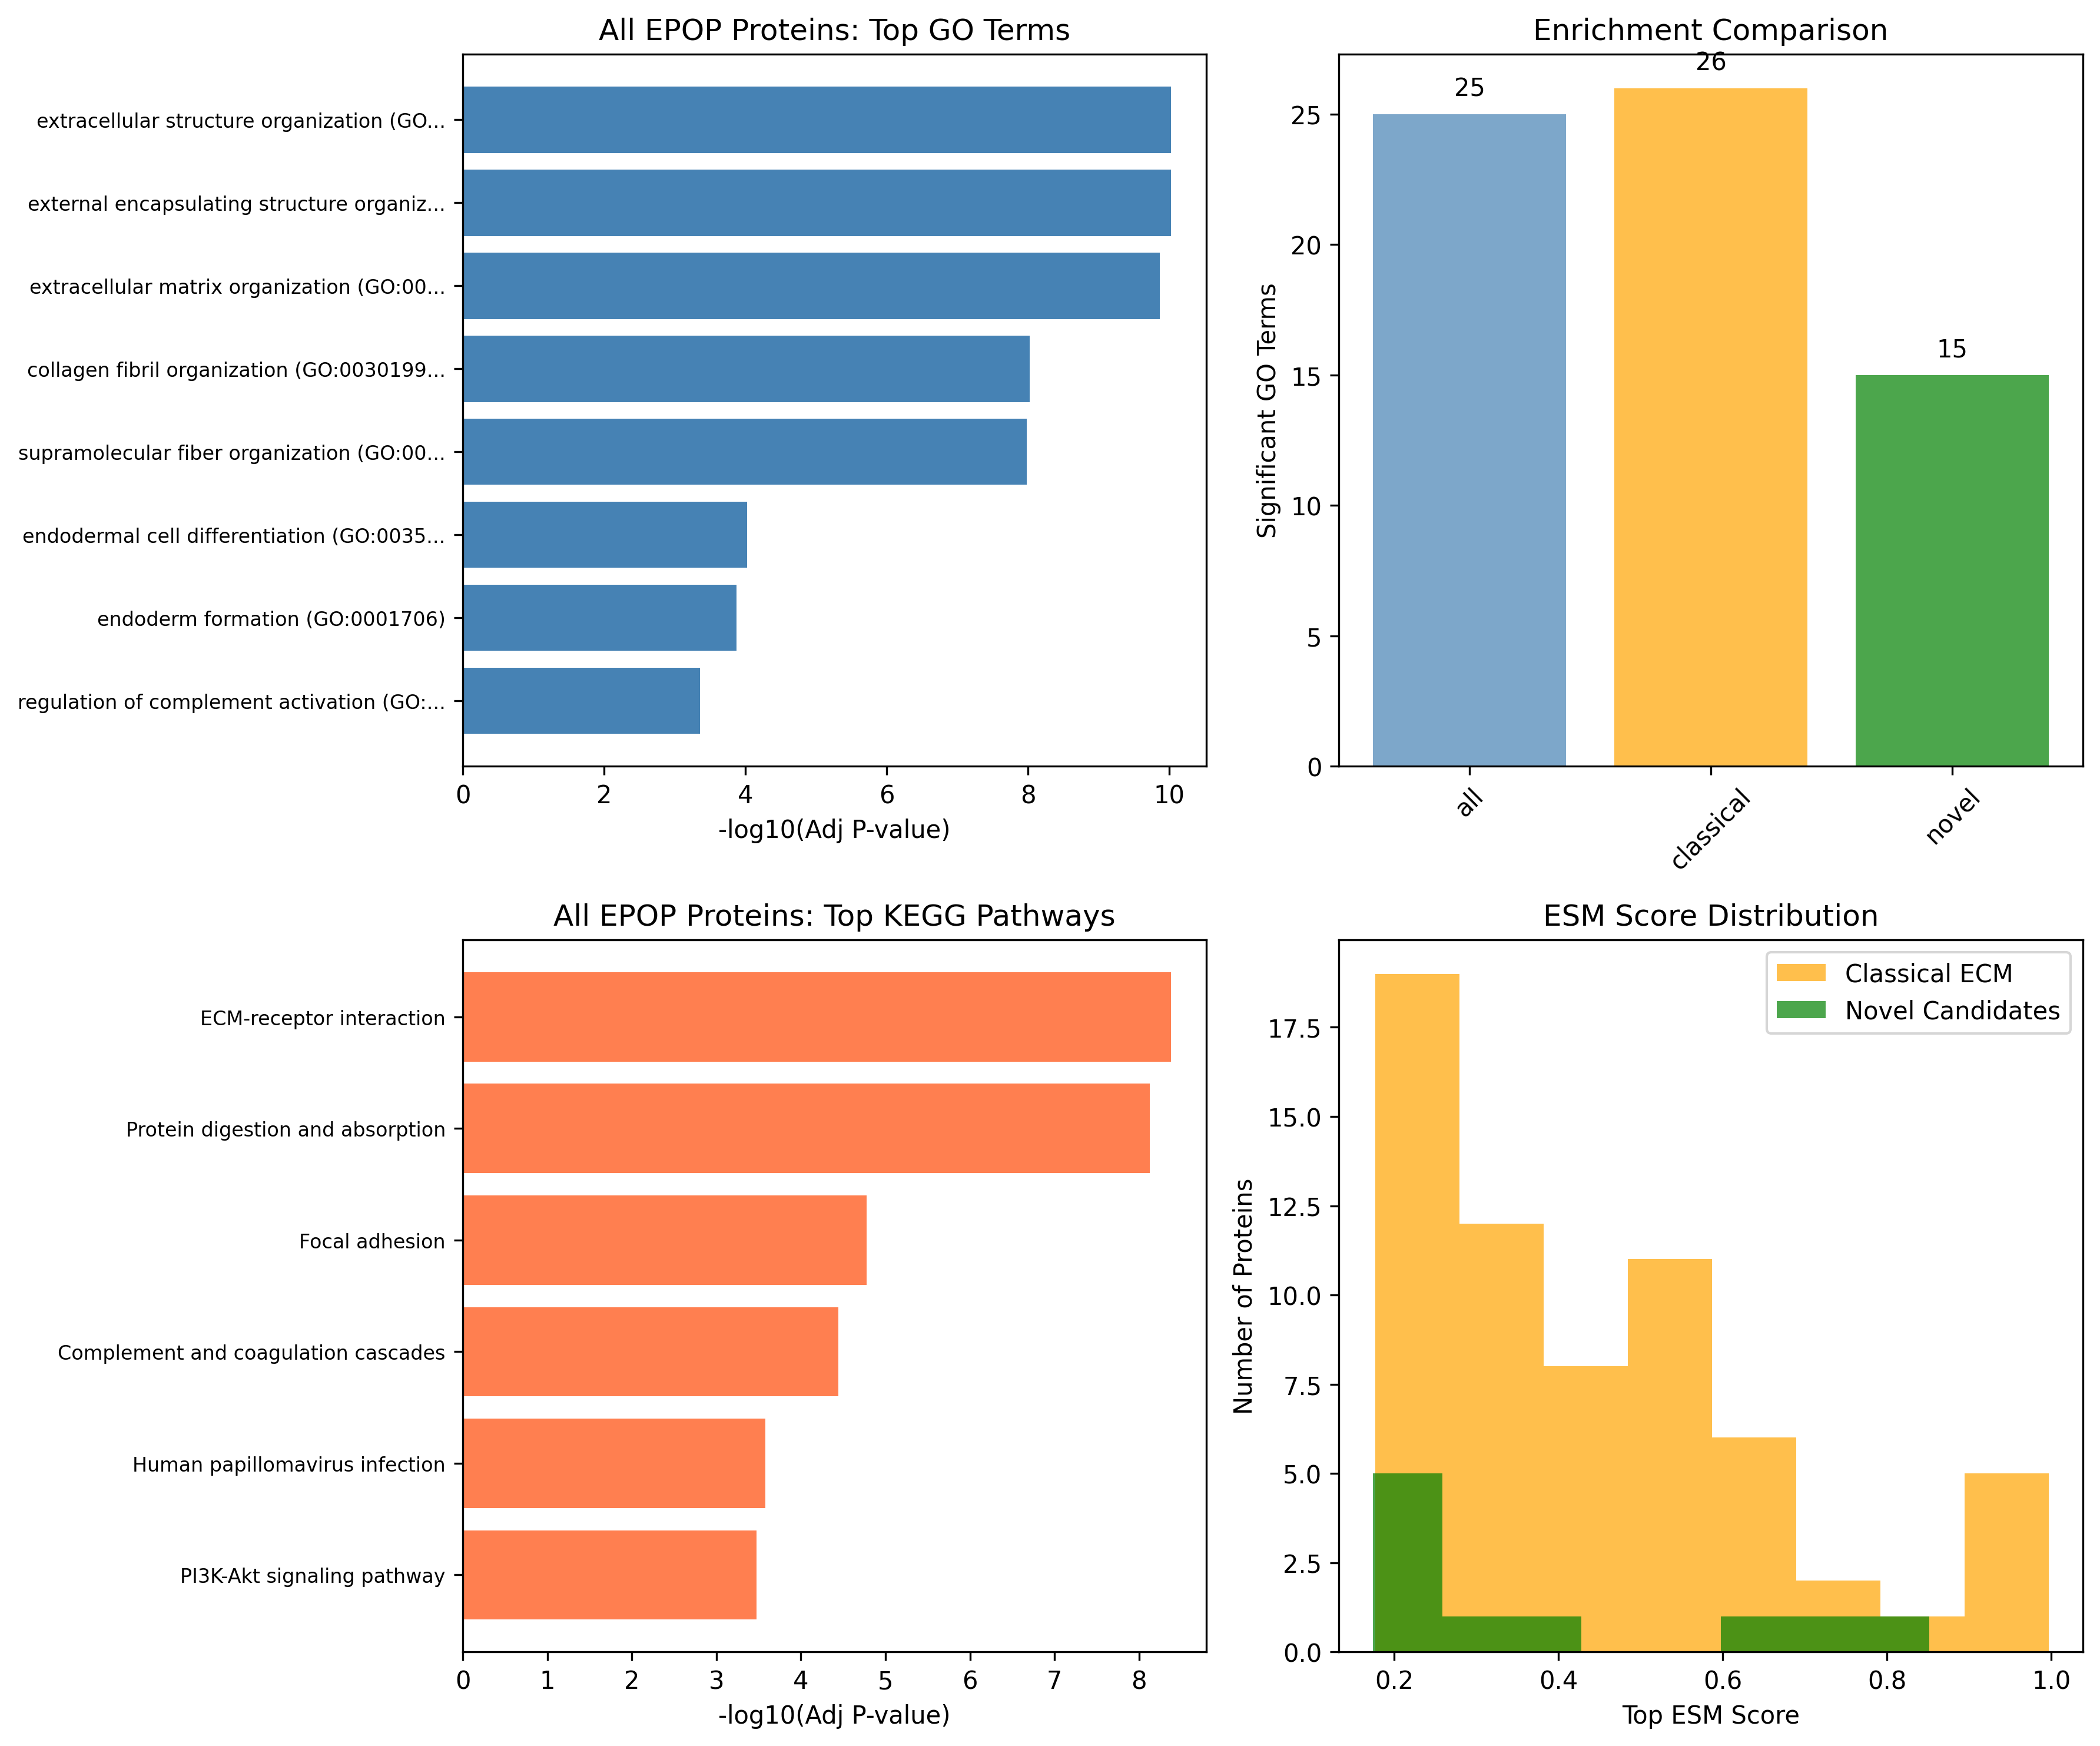 All EPOP Proteins: Top GO Terms
extracellular structure organization (GO...
external encapsulating structure organiz...
extracellular matrix organization (GO:00...
collagen fibril organization (GO:0030199...
supramolecular fiber organization (GO:00...
endodermal cell differentiation (GO:0035...
endoderm formation (GO:0001706)
regulation of complement activation (GO:...
0 2 4 6 8 10
-log10(Adj P-value)
Enrichment Comparison
Significant GO Terms
25
20
15
10
5
0
25
26
15
all
classical
novel
All EPOP Proteins: Top KEGG Pathways
ECM-receptor interaction
Protein digestion and absorption
Focal adhesion
Complement and coagulation cascades
Human papillomavirus infection
PI3K-Akt signaling pathway
0 1 2 3 4 5 6 7 8
-log10(Adj P-value)
ESM Score Distribution
Classical ECM
Novel Candidates
Number of Proteins
17.5
15.0
12.5
10.0
7.5
5.0
2.5
0.0
0.2 0.4 0.6 0.8 1.0
Top ESM Score